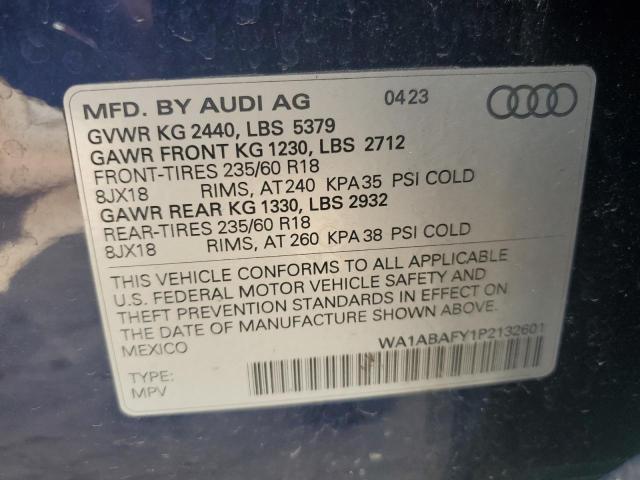 MFD. BY AUDI AG 0423
GVWR KG 2440, LBS 5379
GAWR FRONT KG 1230, LBS 2712
FRONT-TIRES 235/60 R18
8JX18 RIMS, AT 240 KPA 35 PSI COLD
GAWR REAR KG 1330, LBS 2932
REAR-TIRES 235/60 R18
8JX18 RIMS, AT 260 KPA 38 PSI COLD
THIS VEHICLE CONFORMS TO ALL APPLICABLE
U.S. FEDERAL MOTOR VEHICLE SAFETY AND
THEFT PREVENTION STANDARDS IN EFFECT ON
THE DATE OF MANUFACTURE SHOWN ABOVE.
MEXICO
WA1ABAFY1P2132601
TYPE:
MPV